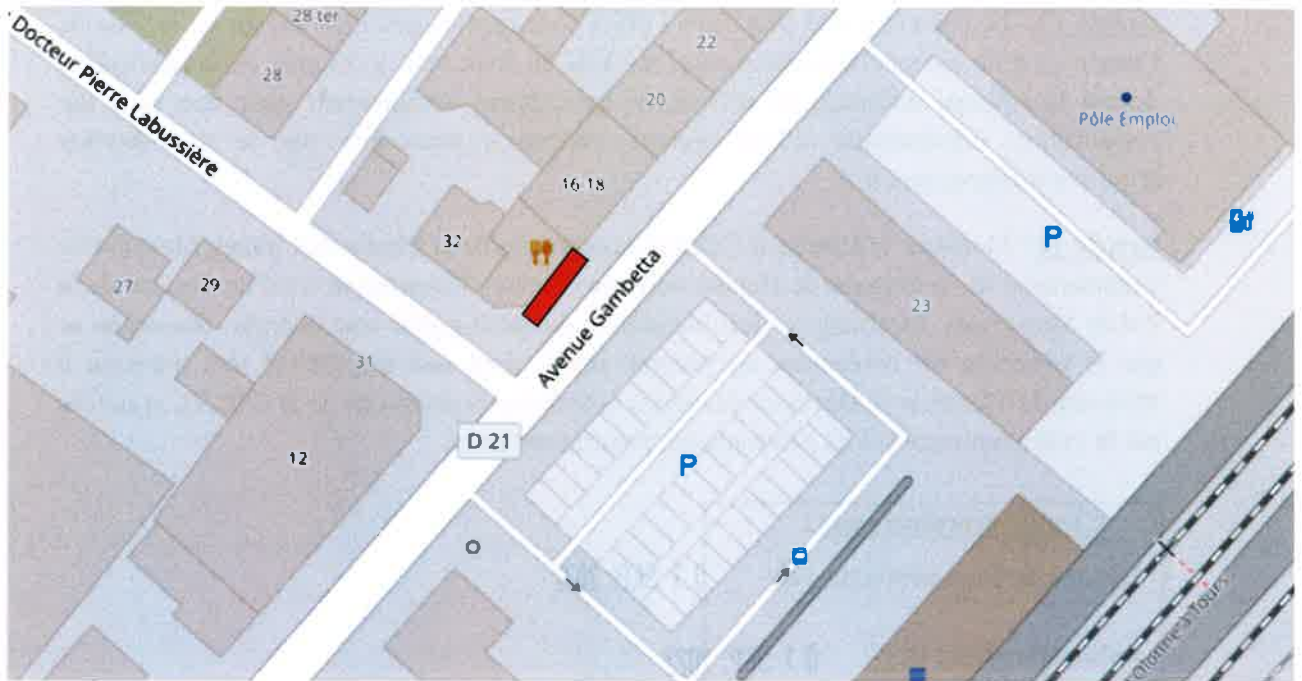 28 ter
Docteur Pierre Labussière
28
22
20
Pôle Emploi
16-18
32
P
27
29
Avenue Gambetta
23
31
D 21
12
P